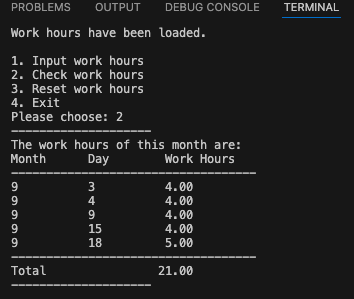 PROBLEMS OUTPUT DEBUG CONSOLE TERMINAL
Work hours have been loaded.
1. Input work hours
2. Check work hours
3. Reset work hours
4. Exit
Please choose: 2
--------------------
The work hours of this month are:
Month Day Work Hours
-----------------------------------
9 3 4.00
9 4 4.00
9 9 4.00
9 15 4.00
9 18 5.00
-----------------------------------
Total 21.00
--------------------